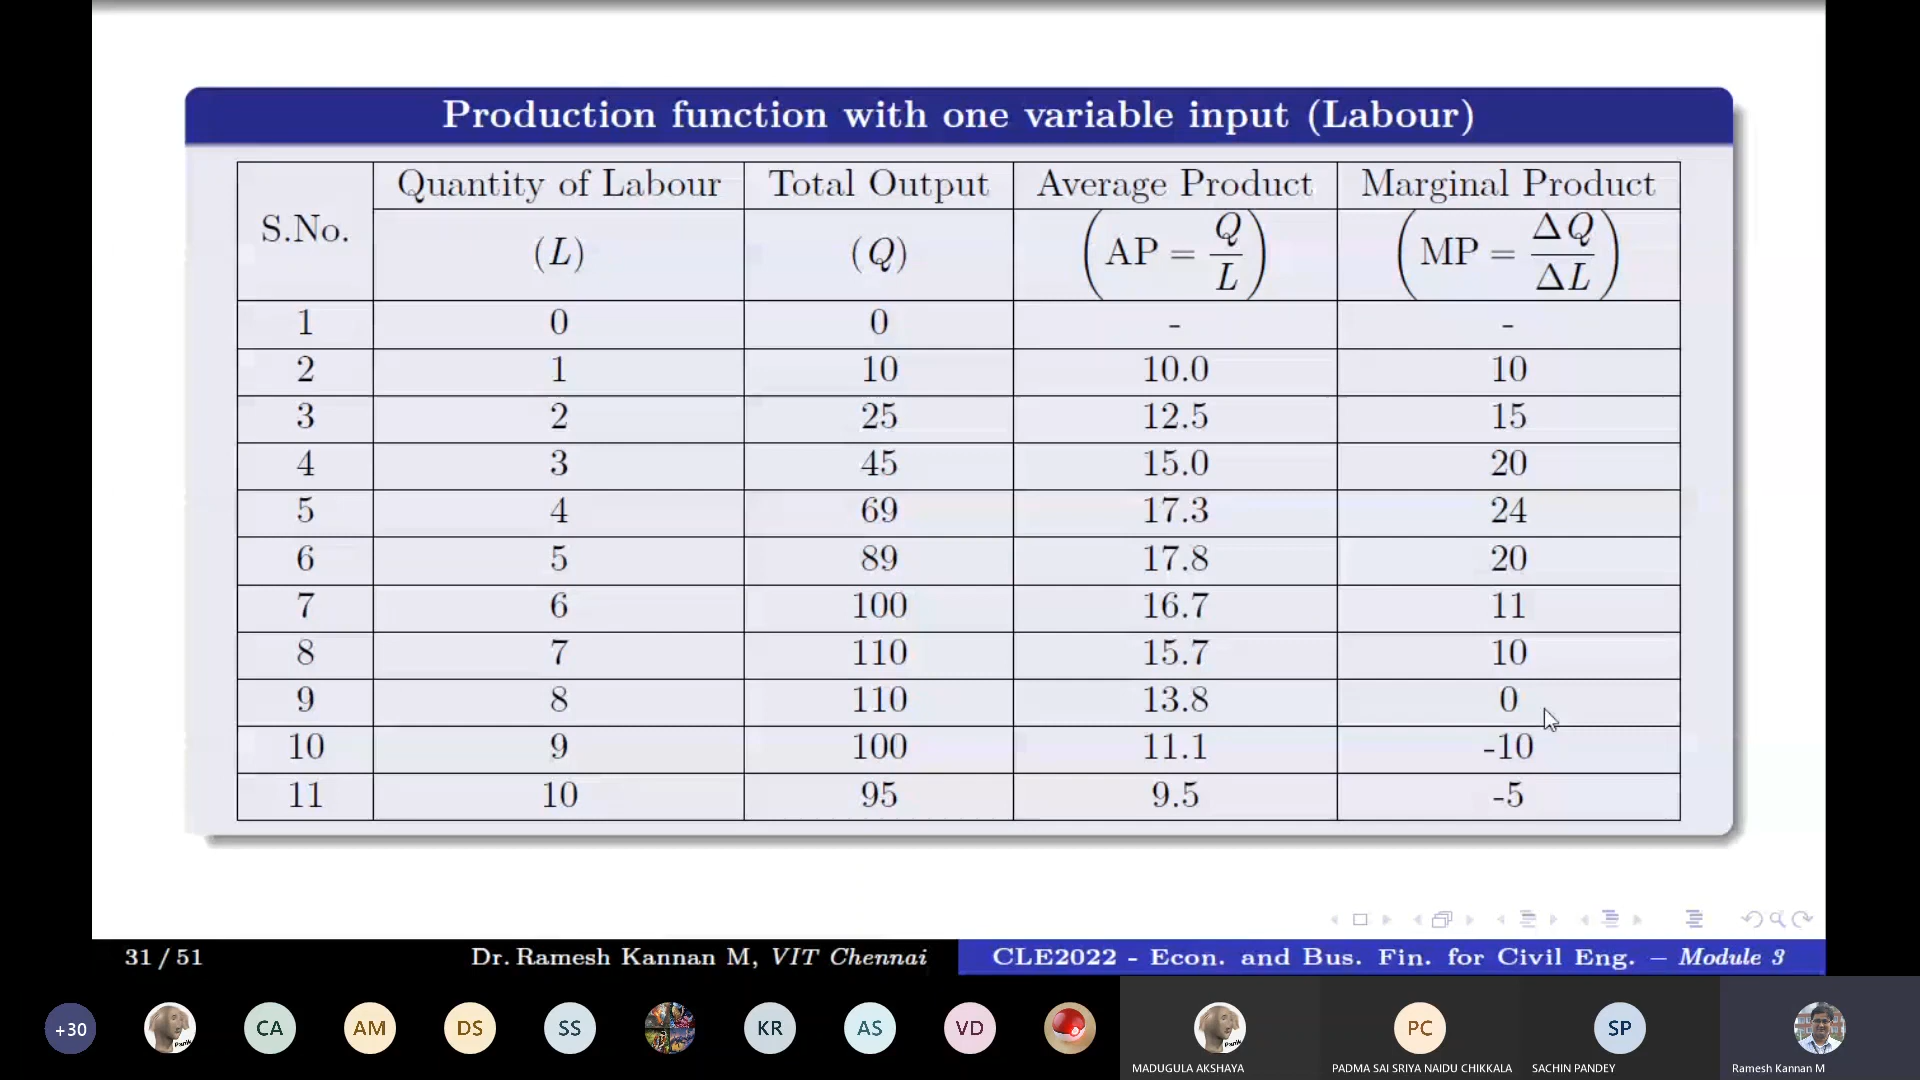 Production function with one variable input (Labour)
S.No. Quantity of Labour Total Output Average Product Marginal Product
(L) (Q) (AP = Q/L) (MP = ΔQ/ΔL)
1 0 0 - -
2 1 10 10.0 10
3 2 25 12.5 15
4 3 45 15.0 20
5 4 69 17.3 24
6 5 89 17.8 20
7 6 100 16.7 11
8 7 110 15.7 10
9 8 110 13.8 0
10 9 100 11.1 -10
11 10 95 9.5 -5
31 / 51 Dr. Ramesh Kannan M, VIT Chennai CLE2022 - Econ. and Bus. Fin. for Civil Eng. – Module 3
+30 CA AM DS SS KR AS VD PC SP
MADUGULA AKSHAYA PADMA SAI SRIYA NAIDU CHIKKALA SACHIN PANDEY Ramesh Kannan M